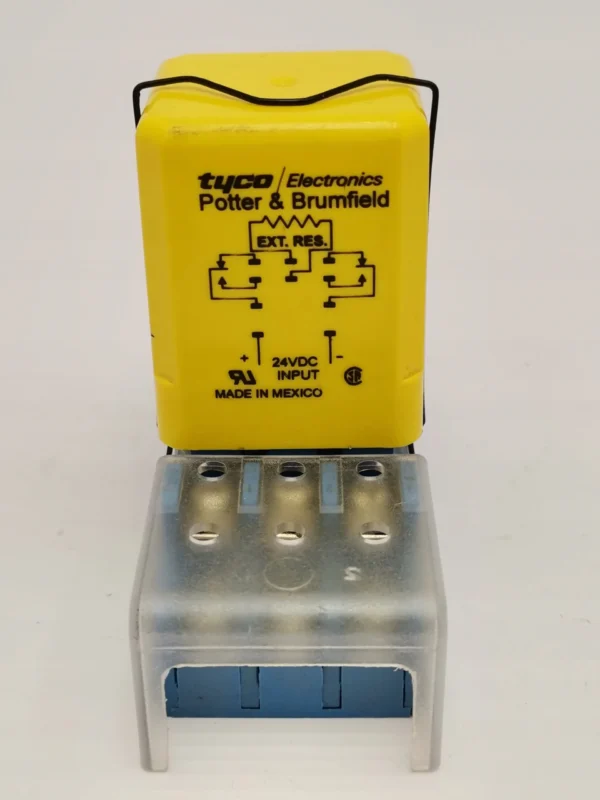 tyco / Electronics
Potter & Brumfield
EXT. RES.
+ 24VDC -
INPUT
MADE IN MEXICO